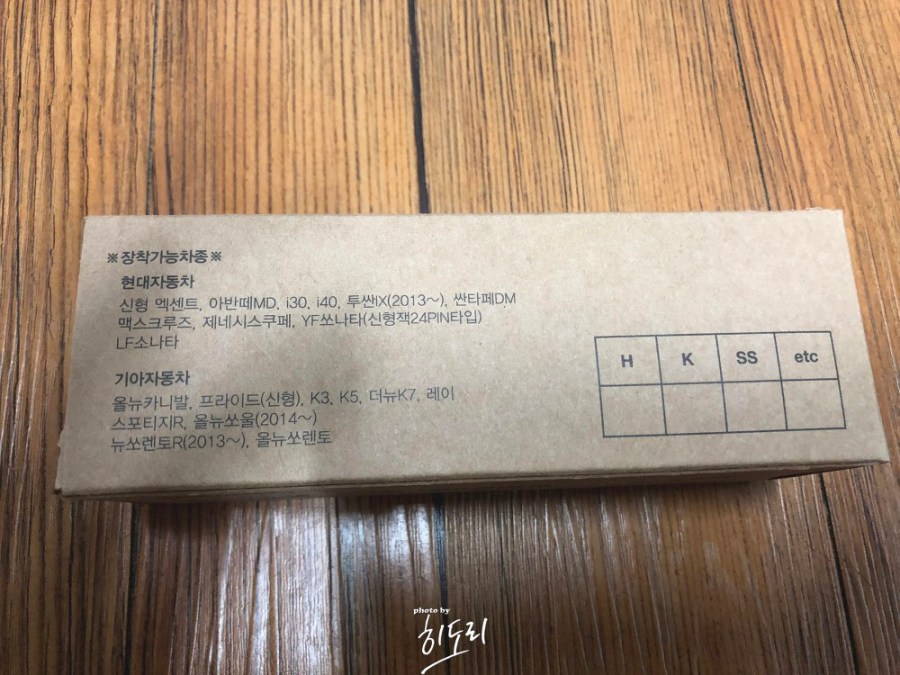 ※장착가능차종※
현대자동차
신형 엑센트, 아반떼MD, i30, i40, 투싼iX(2013~), 싼타페DM
맥스크루즈, 제네시스쿠페, YF쏘나타(신형잭24PIN타입)
LF소나타
기아자동차
올뉴카니발, 프라이드(신형), K3, K5, 더뉴K7, 레이
스포티지R, 올뉴쏘울(2014~)
뉴쏘렌토R(2013~), 올뉴쏘렌토
H K SS etc
photo by
히도리